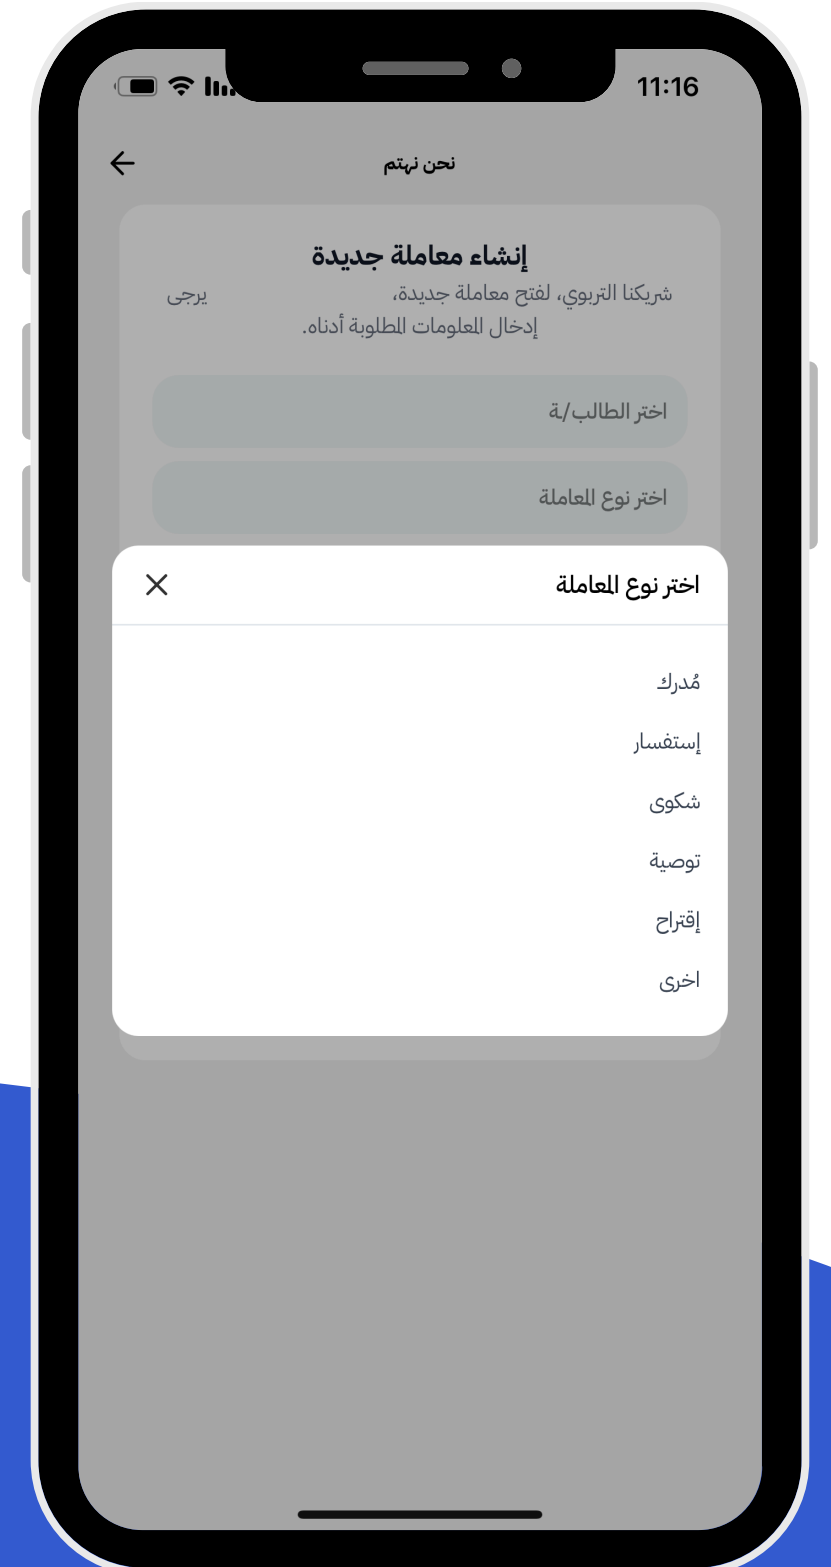 11:16
نحن نهتم
إنشاء معاملة جديدة
شريكنا التربوي، لفتح معاملة جديدة، يرجى
إدخال المعلومات المطلوبة أدناه.
اختر الطالب/ـة
اختر نوع المعاملة
اختر نوع المعاملة
مُدرك
إستفسار
شكوى
توصية
إقتراح
اخرى